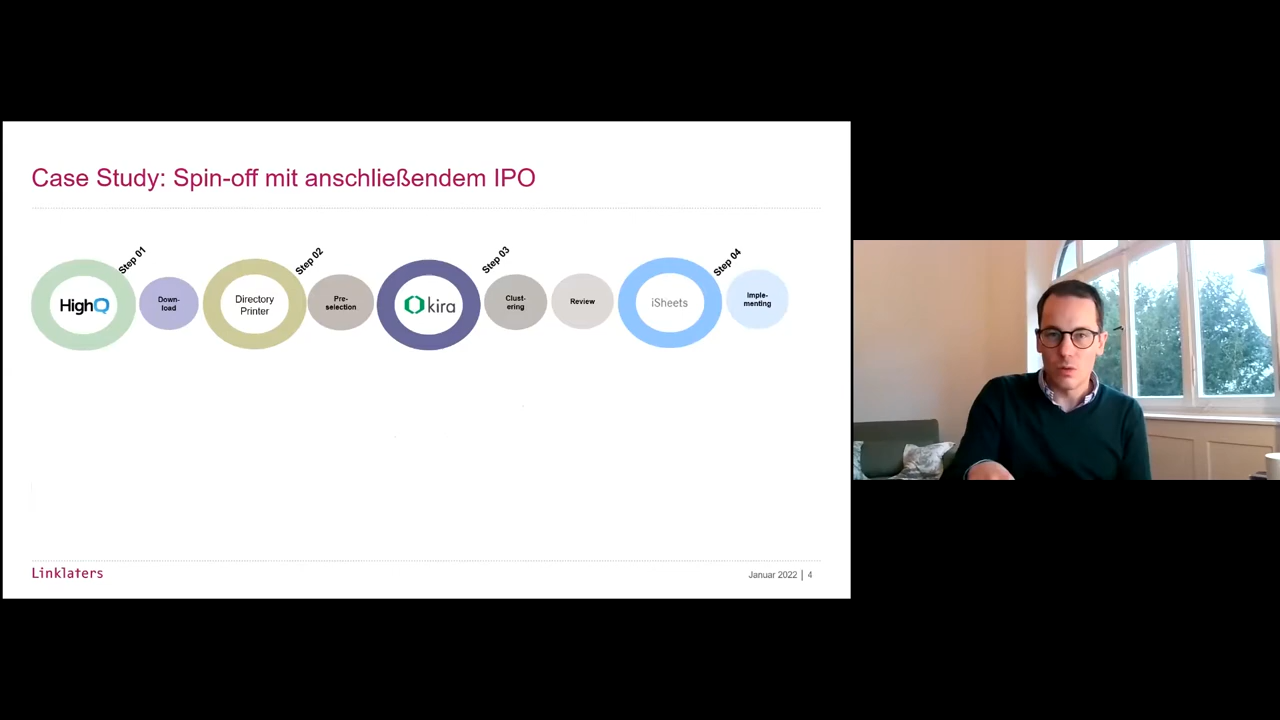 Case Study: Spin-off mit anschließendem IPO
Step 01
HighQ
Down-
load
Step 02
Directory
Printer
Pre-
selection
Step 03
kira
Clust-
ering
Review
Step 04
iSheets
Imple-
menting
Linklaters
Januar 2022 | 4